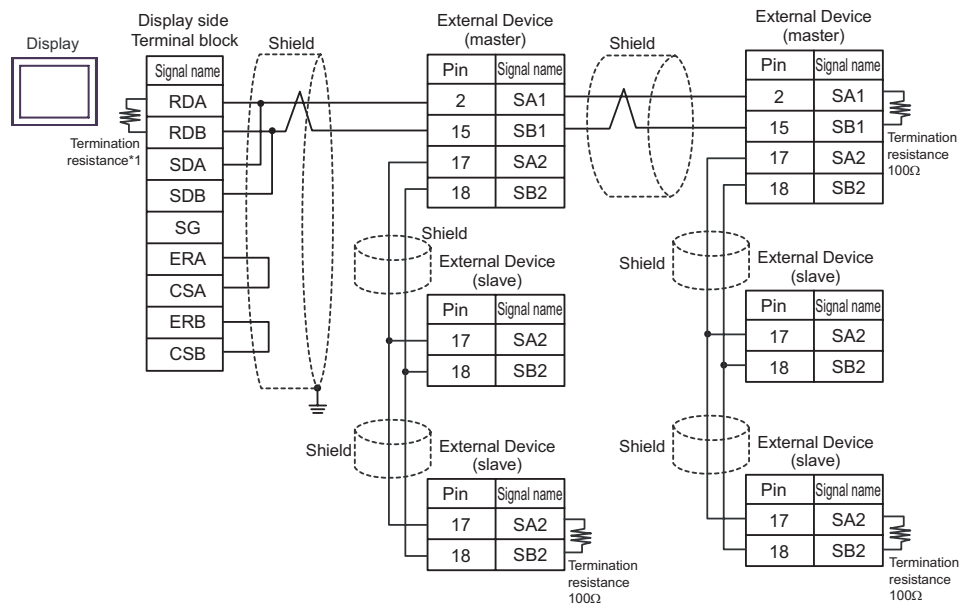 Display
Display side
Terminal block
Signal name
RDA
RDB
SDA
SDB
SG
ERA
CSA
ERB
CSB
Termination
resistance*1
Shield
External Device
(master)
Pin Signal name
2 SA1
15 SB1
17 SA2
18 SB2
Shield
External Device
(master)
Pin Signal name
2 SA1
15 SB1
17 SA2
18 SB2
Termination
resistance
100Ω
Shield
External Device
(slave)
Pin Signal name
17 SA2
18 SB2
Shield
External Device
(slave)
Pin Signal name
17 SA2
18 SB2
Shield
External Device
(slave)
Pin Signal name
17 SA2
18 SB2
Termination
resistance
100Ω
Shield
External Device
(slave)
Pin Signal name
17 SA2
18 SB2
Termination
resistance
100Ω